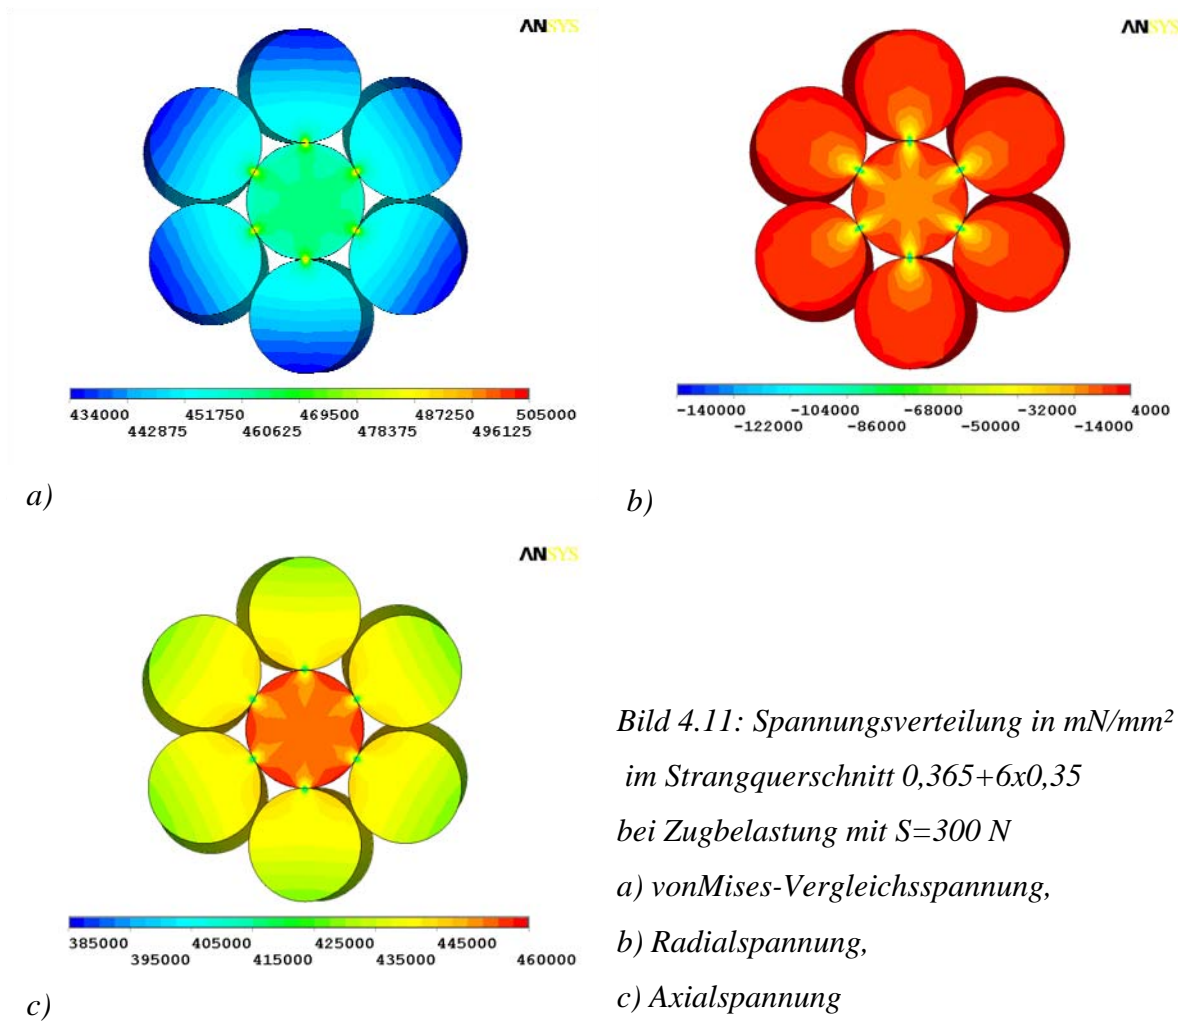 ANSYS
434000 451750 469500 487250 505000
442875 460625 478375 496125
a)
ANSYS
-140000 -104000 -68000 -32000 4000
-122000 -86000 -50000 -14000
b)
ANSYS
385000 405000 425000 445000 460000
395000 415000 435000
c)
Bild 4.11: Spannungsverteilung in mN/mm²
im Strangquerschnitt 0,365+6x0,35
bei Zugbelastung mit S=300 N
a) vonMises-Vergleichsspannung,
b) Radialspannung,
c) Axialspannung